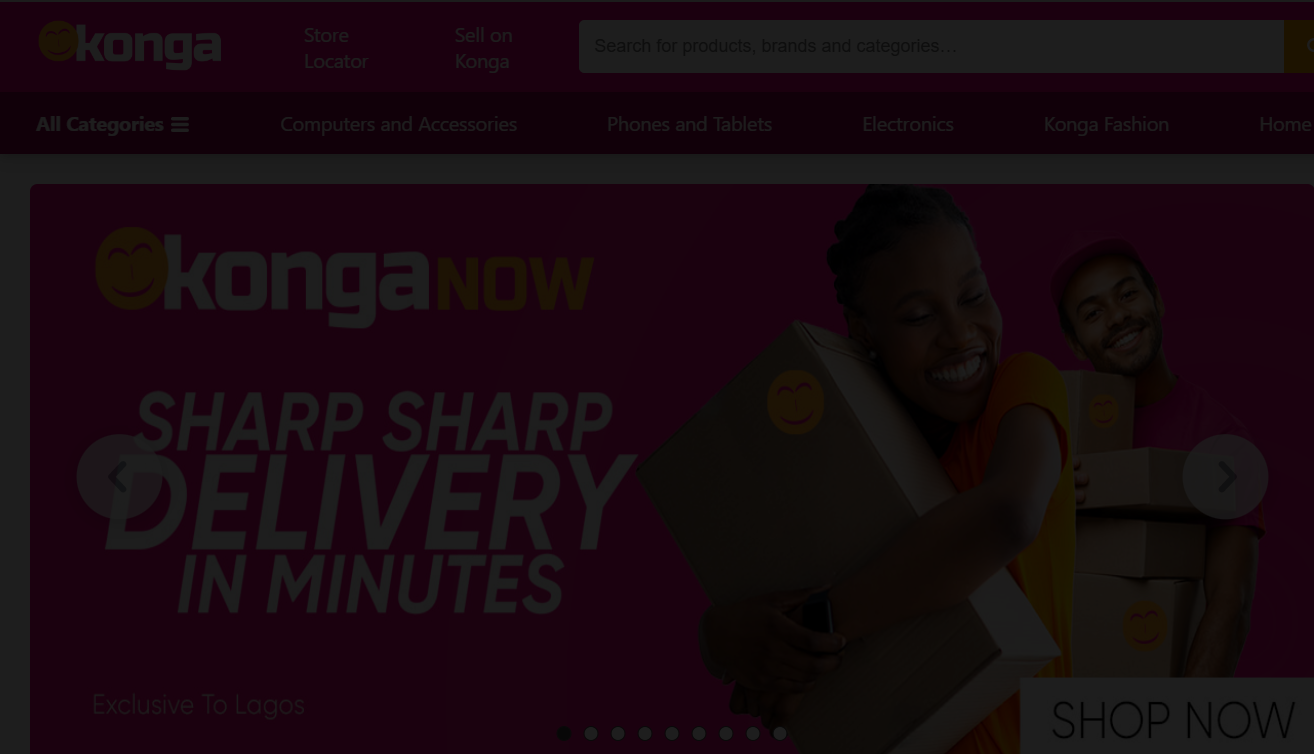 konga
Store
Locator
Sell on
Konga
Search for products, brands and categories...
All Categories
Computers and Accessories
Phones and Tablets
Electronics
Konga Fashion
Home
kongaNOW
SHARP SHARP
DELIVERY
IN MINUTES
Exclusive To Lagos
SHOP NOW